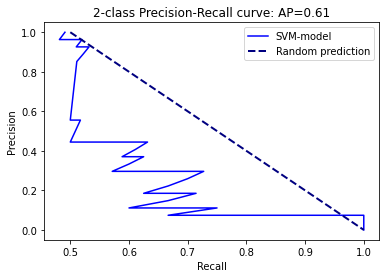 2-class Precision-Recall curve: AP=0.61
SVM-model
Random prediction
Precision
1.0
0.8
0.6
0.4
0.2
0.0
0.5 0.6 0.7 0.8 0.9 1.0
Recall